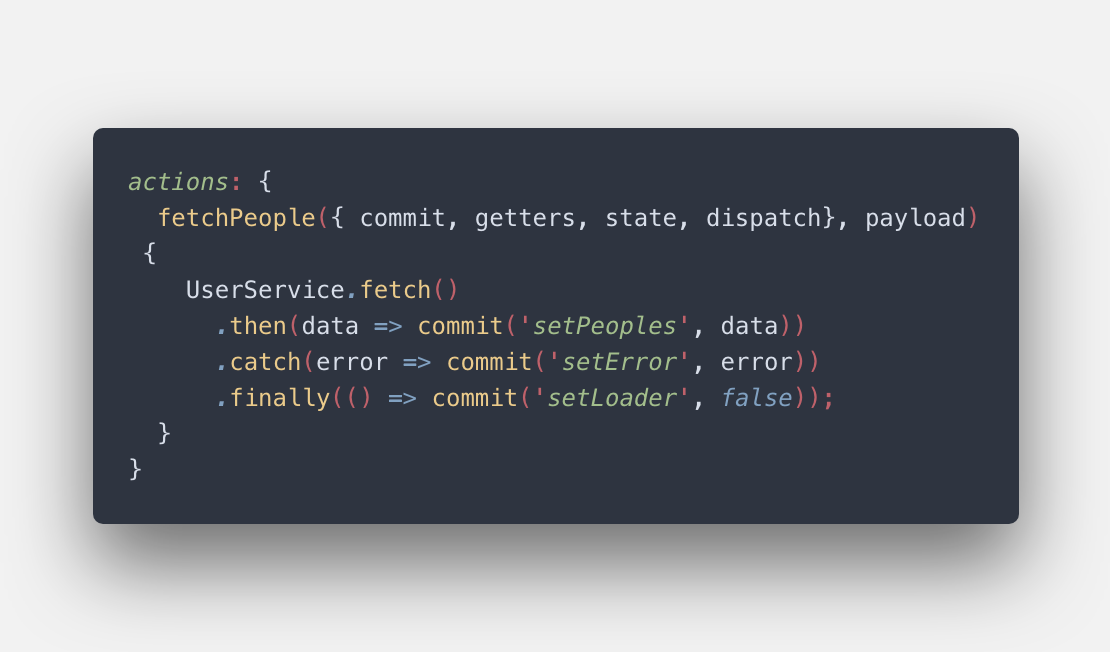 actions: {
  fetchPeople({ commit, getters, state, dispatch}, payload)
 {
    UserService.fetch()
      .then(data => commit('setPeoples', data))
      .catch(error => commit('setError', error))
      .finally(() => commit('setLoader', false));
  }
}